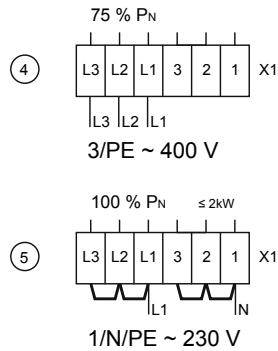 75 % PN
4
L3 L2 L1 3 2 1 X1
L3 L2 L1
3/PE ~ 400 V
100 % PN ≤ 2kW
5
L3 L2 L1 3 2 1 X1
L1 N
1/N/PE ~ 230 V